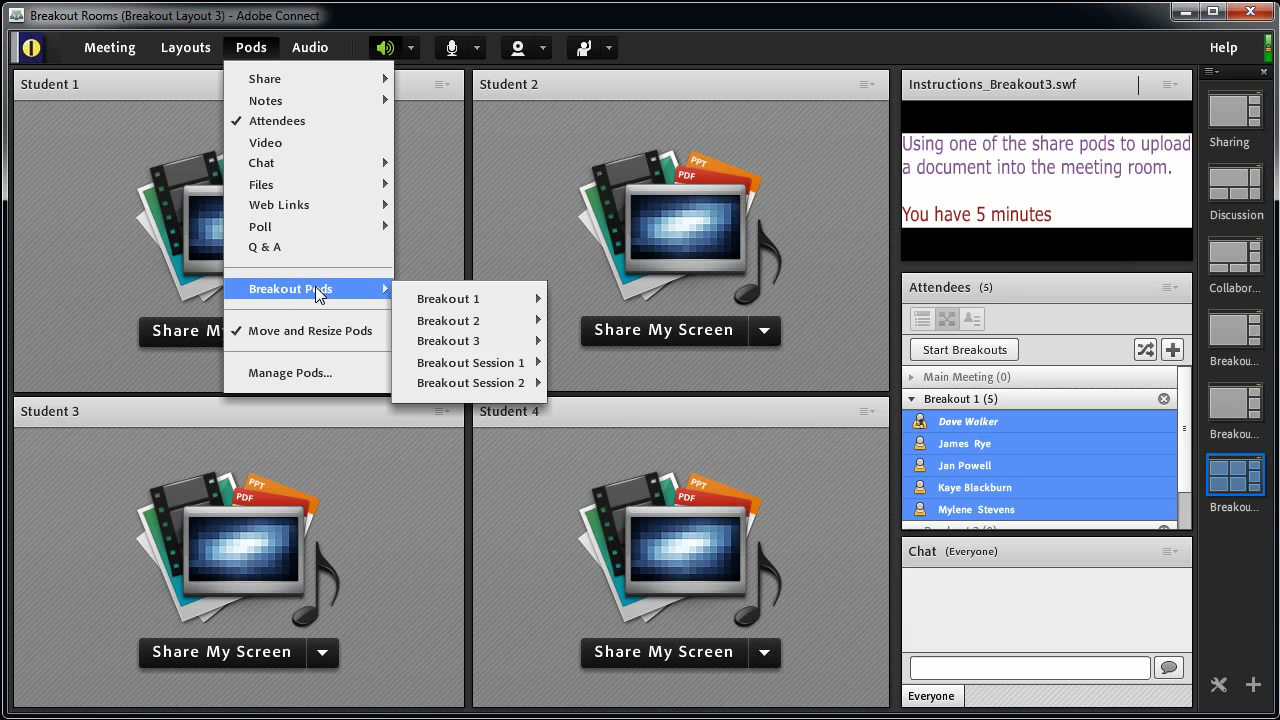 Breakout Rooms (Breakout Layout 3) - Adobe Connect
Meeting
Layouts
Pods
Audio
Help
Share
Notes
Attendees
Video
Chat
Files
Web Links
Poll
Q & A
Breakout Pods
Move and Resize Pods
Manage Pods...
Breakout 1
Breakout 2
Breakout 3
Breakout Session 1
Breakout Session 2
Student 1
Share My
Student 2
PPT
PDF
Share My Screen
Student 3
PPT
PDF
Share My Screen
Student 4
PPT
PDF
Share My Screen
Instructions_Breakout3.swf
Using one of the share pods to upload
a document into the meeting room.
You have 5 minutes
Attendees (5)
Start Breakouts
Main Meeting (0)
Breakout 1 (5)
Dave Walker
James Rye
Jan Powell
Kaye Blackburn
Mylene Stevens
Chat (Everyone)
Everyone
Sharing
Discussion
Collabor...
Breakou...
Breakou...
Breakou...